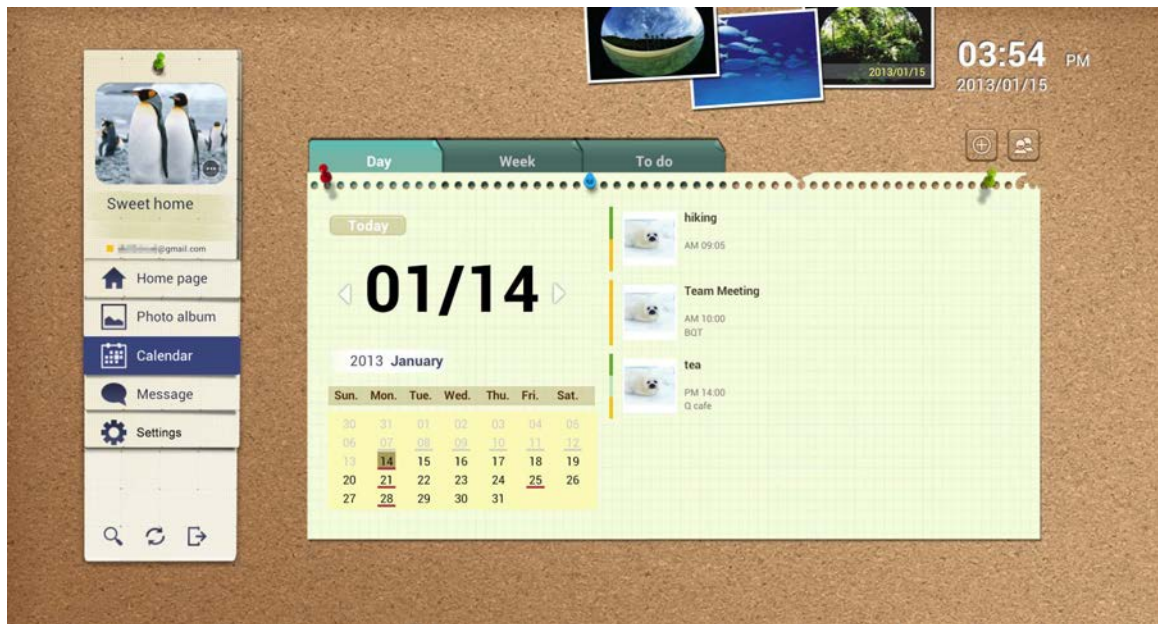 2013/01/15
03:54 PM
2013/01/15
Sweet home
@gmail.com
Home page
Photo album
Calendar
Message
Settings
Day Week To do
Today
01/14
2013 January
Sun. Mon. Tue. Wed. Thu. Fri. Sat.
30 31 01 02 03 04 05
06 07 08 09 10 11 12
13 14 15 16 17 18 19
20 21 22 23 24 25 26
27 28 29 30 31
hiking
AM 09:05
Team Meeting
AM 10:00
BQT
tea
PM 14:00
Q cafe